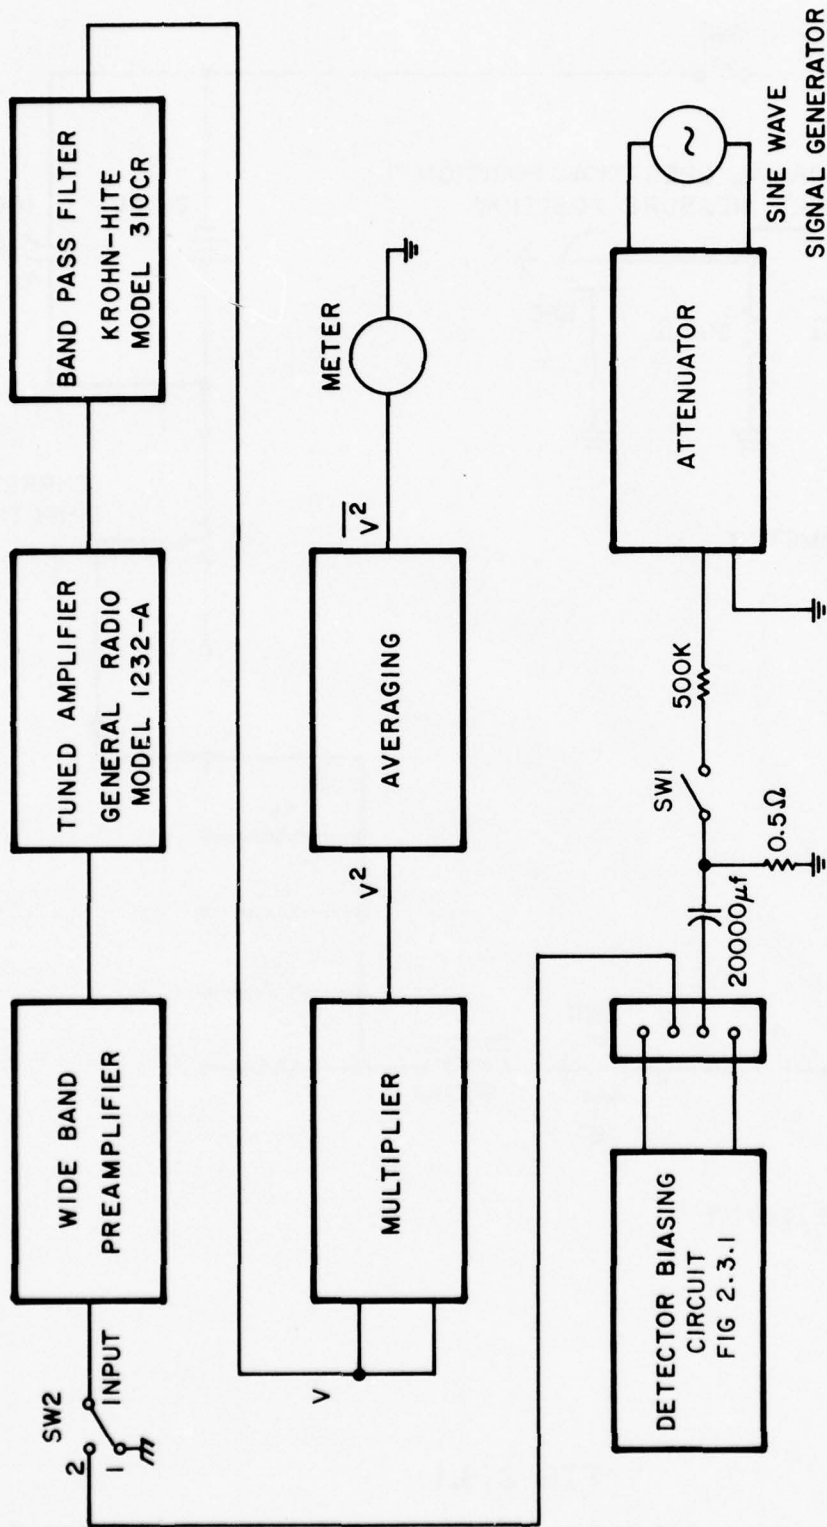 SW2
2
1
INPUT
WIDE BAND
PREAMPLIFIER
TUNED AMPLIFIER
GENERAL RADIO
MODEL 1232-A
BAND PASS FILTER
KROHN-HITE
MODEL 310CR
V
MULTIPLIER
V²
AVERAGING
V̅²̅
METER
DETECTOR BIASING
CIRCUIT
FIG 2.3.1
20000µf
0.5Ω
SW1
500K
ATTENUATOR
~
SINE WAVE
SIGNAL GENERATOR